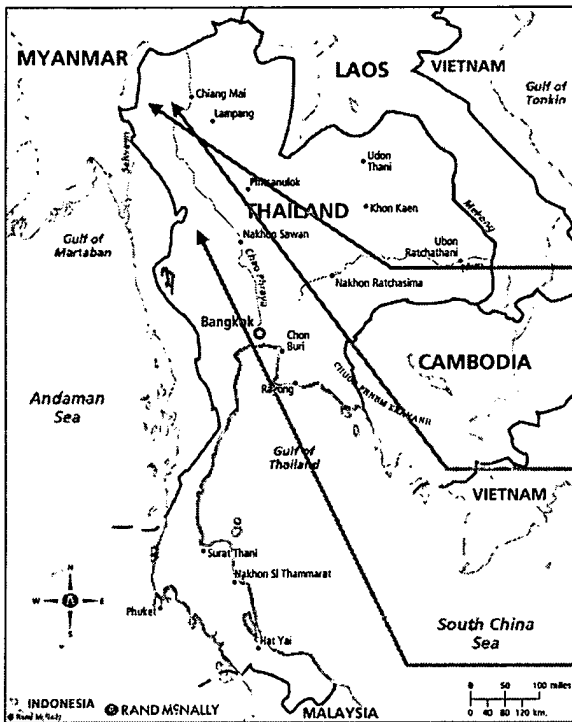 MYANMAR
LAOS
VIETNAM
Gulf of
Tonkin
Chiang Mai
Lampang
Salween
Udon
Thani
Phitsanulok
THAILAND
Khon Kaen
Mekong
Gulf of
Martaban
Nakhon Sawan
Ubon
Ratchathani
Mun
Chao Phraya
Nakhon Ratchasima
Bangkok
Chon
Buri
CAMBODIA
Rayong
Andaman
Sea
Gulf of
Thailand
VIETNAM
Surat Thani
Nakhon Si Thammarat
N
W
E
S
Phuket
Hat Yai
South China
Sea
0 50 100 miles
0 40 80 120 km.
INDONESIA
© Rand McNally
RAND McNALLY
MALAYSIA